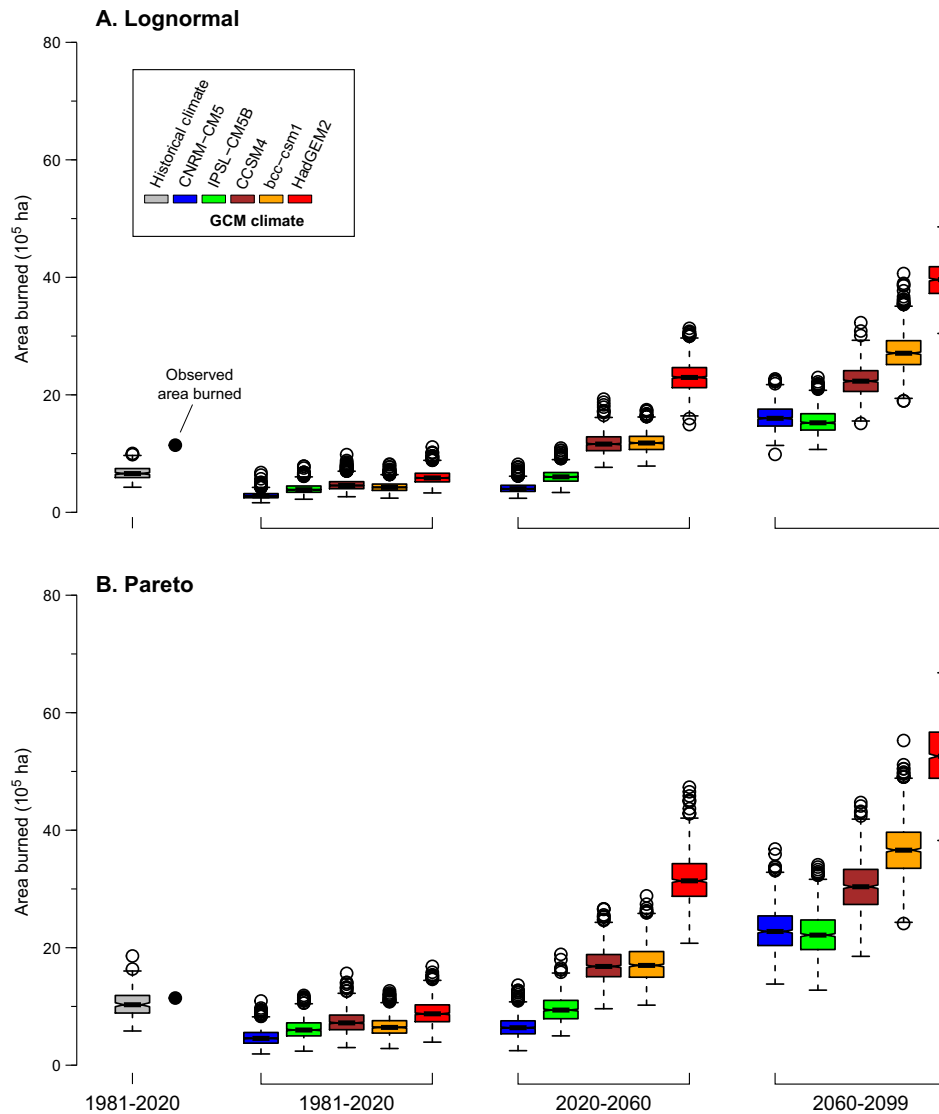 A. Lognormal
80
60
40
20
0
Area burned (10⁵ ha)
Historical climate
CNRM−CM5
IPSL−CM5B
CCSM4
bcc−csm1
HadGEM2
GCM climate
Observed
area burned
B. Pareto
80
60
40
20
0
Area burned (10⁵ ha)
1981-2020
1981-2020
2020-2060
2060-2099